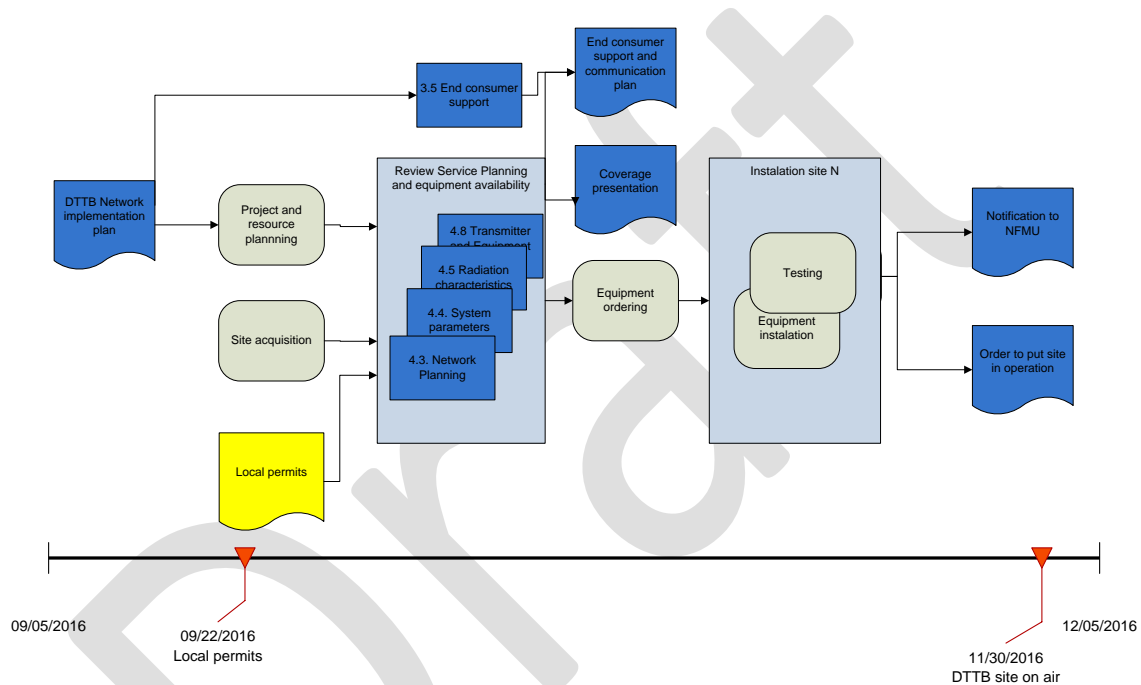 End consumer
support and
communication
plan
3.5 End consumer
support
Review Service Planning
and equipment availability
Coverage
presentation
Instalation site N
DTTB Network
implementation
plan
Project and
resource plannning
Notification to
NFMU
4.8 Transmitter
and Equipment
4.5 Radiation
characteristics
4.4. System
parameters
4.3. Network
Planning
Testing
Equipment
ordering
Equipment
instalation
Site acquisition
Order to put site
in operation
Local permits
09/05/2016
12/05/2016
09/22/2016
Local permits
11/30/2016
DTTB site on air
Draft